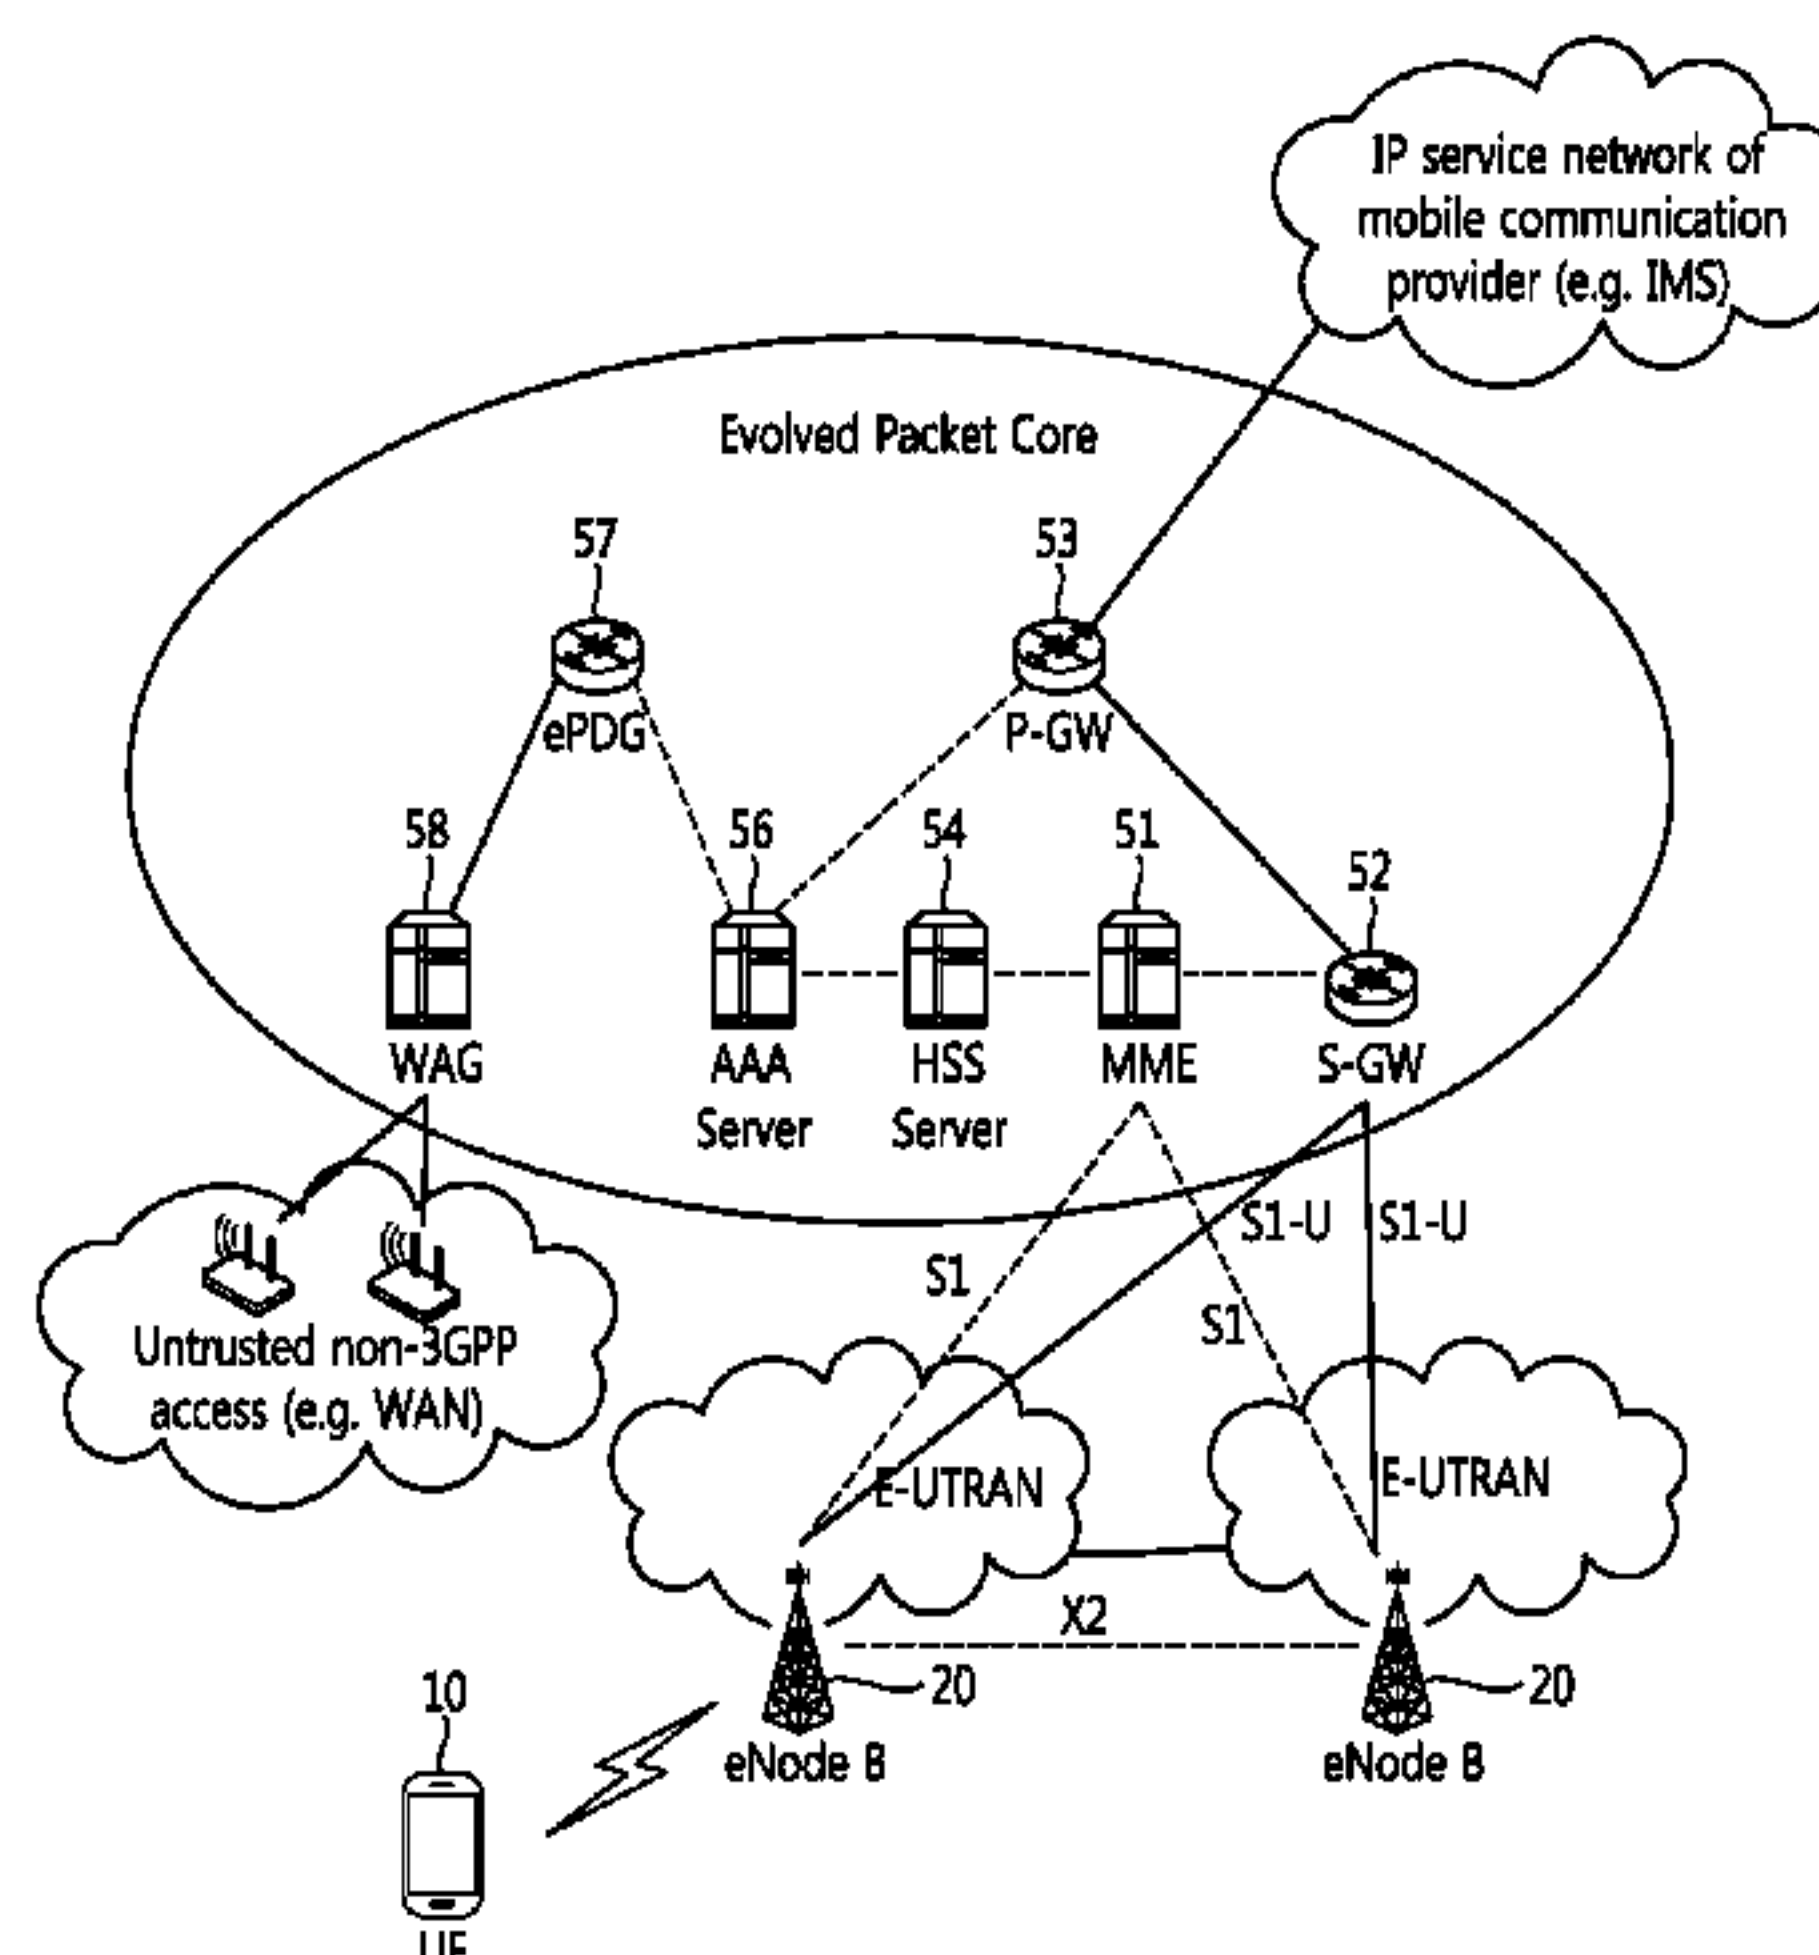 IP service network of
mobile communication
provider (e.g. IMS)
Evolved Packet Core
57
53
ePDG
P-GW
58
56
54
51
52
WAG
AAA
Server
HSS
Server
MME
S-GW
S1-U
S1-U
S1
S1
Untrusted non-3GPP
access (e.g. WAN)
E-UTRAN
E-UTRAN
X2
20
20
10
eNode B
eNode B
UE